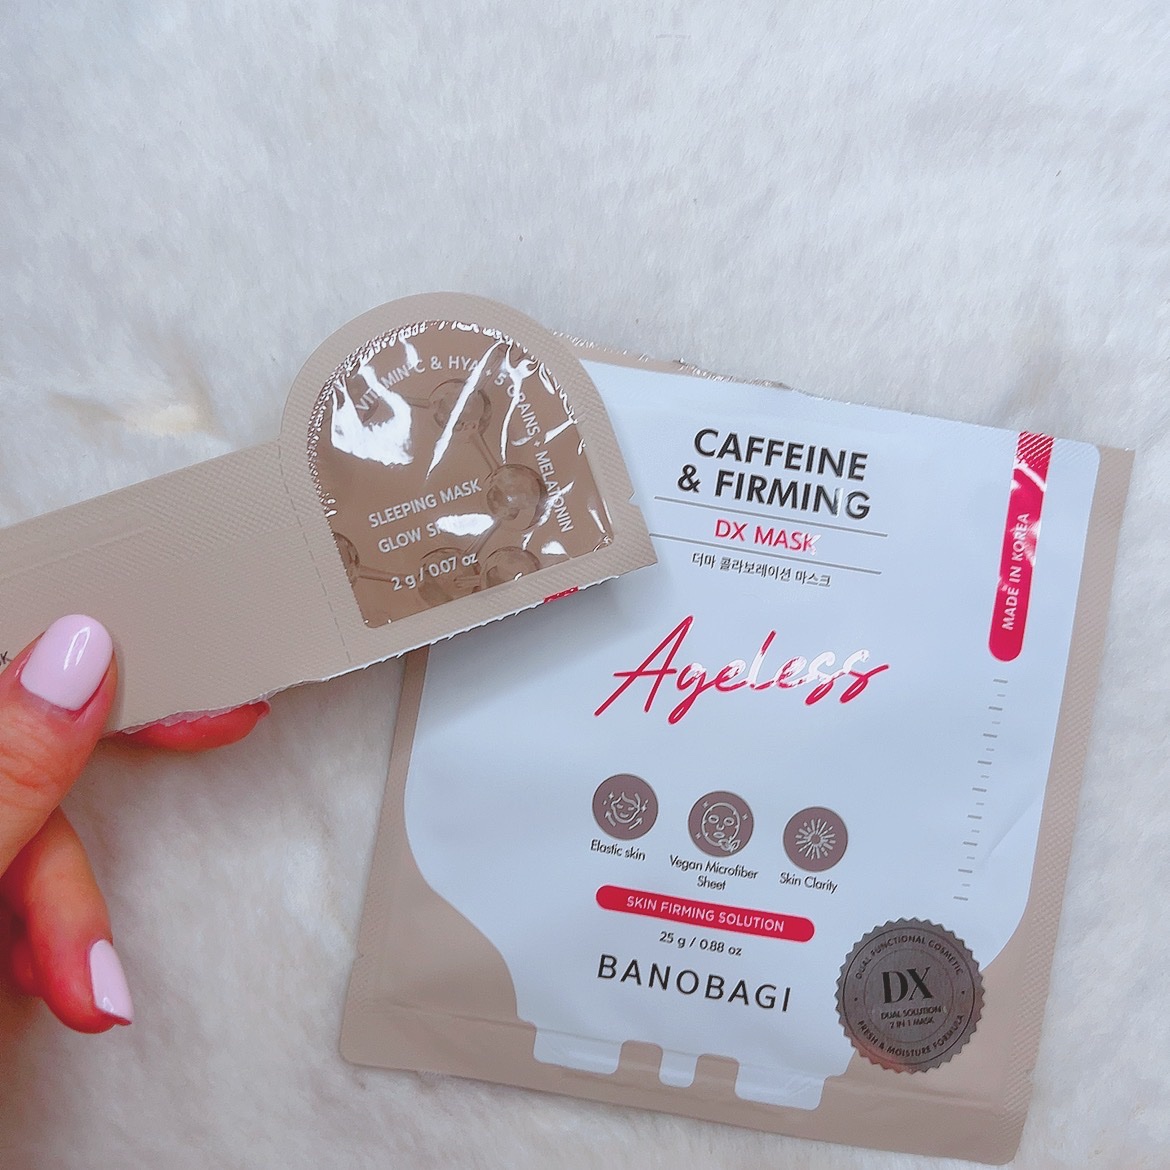 VITAMIN C & HYA + 5 GRAINS + MELATONIN
SLEEPING MASK
GLOW
2 g / 0.07 oz
CAFFEINE
& FIRMING
DX MASK
더마 콜라보레이션 마스크
MADE IN KOREA
Ageless
Elastic skin
Vegan Microfiber
Sheet
Skin Clarity
SKIN FIRMING SOLUTION
25 g / 0.88 oz
BANOBAGI
DUAL FUNCTIONAL COSMETIC
DX
DUAL SOLUTION
2 IN 1 MASK
FRESH & MOISTURE FORMULA